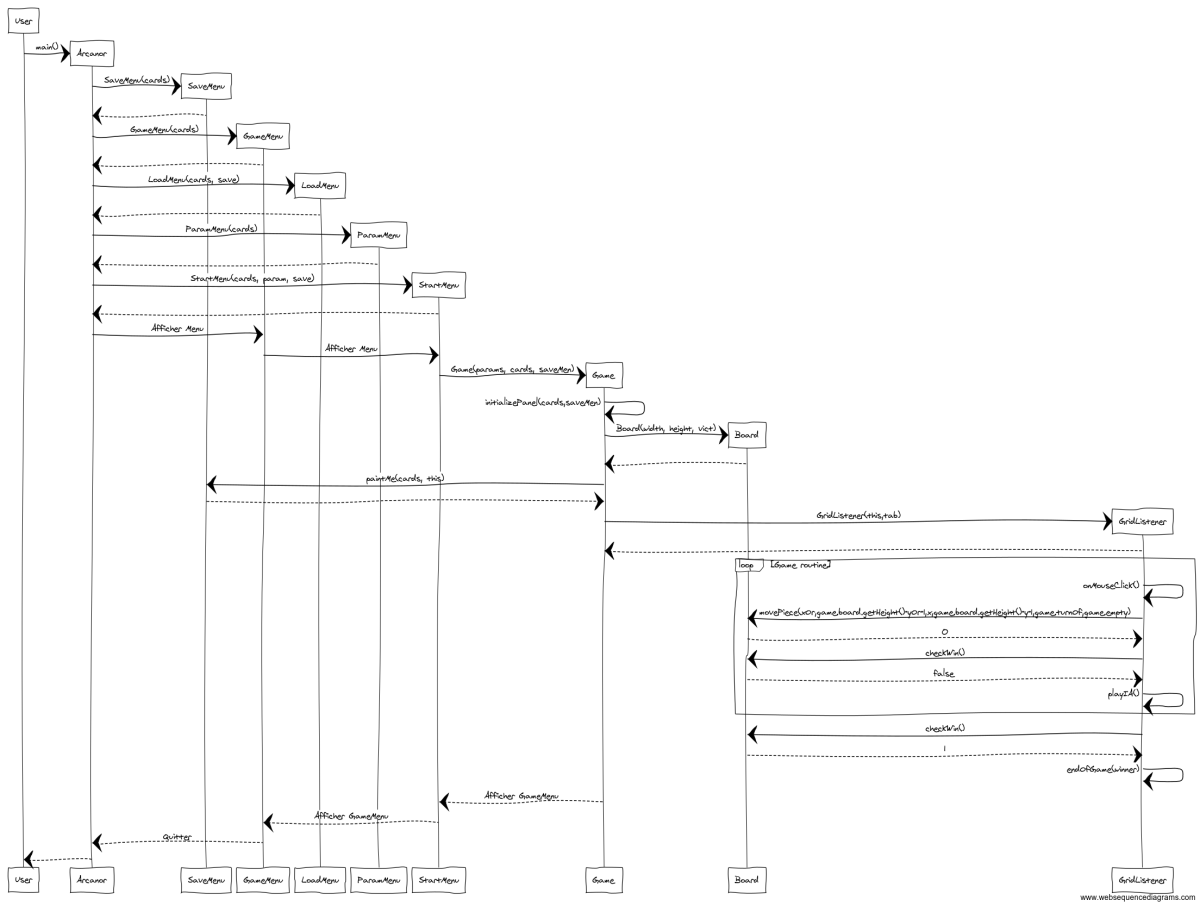 User
main()
Arcanor
SaveMenu(cards)
SaveMenu
GameMenu(cards)
GameMenu
LoadMenu(cards, save)
LoadMenu
ParamMenu(cards)
ParamMenu
StartMenu(cards, param, save)
StartMenu
Afficher Menu
Afficher Menu
Game(params, cards, saveMen)
Game
initializePanel(cards,saveMen)
Board(width, height, vict)
Board
paintMe(cards, this)
GridListener(this,tab)
GridListener
loop
[Game routine]
onMouseClick()
movePiece(xOr,game.board.getHeight()-yOr-1,x,game.board.getHeight()-y-1,game.turnOf,game.empty)
0
checkWin()
false
playIA()
checkWin()
1
endOfGame(winner)
Afficher GameMenu
Afficher GameMenu
Quitter
User Arcanor SaveMenu GameMenu LoadMenu ParamMenu StartMenu Game Board GridListener
www.websequencediagrams.com